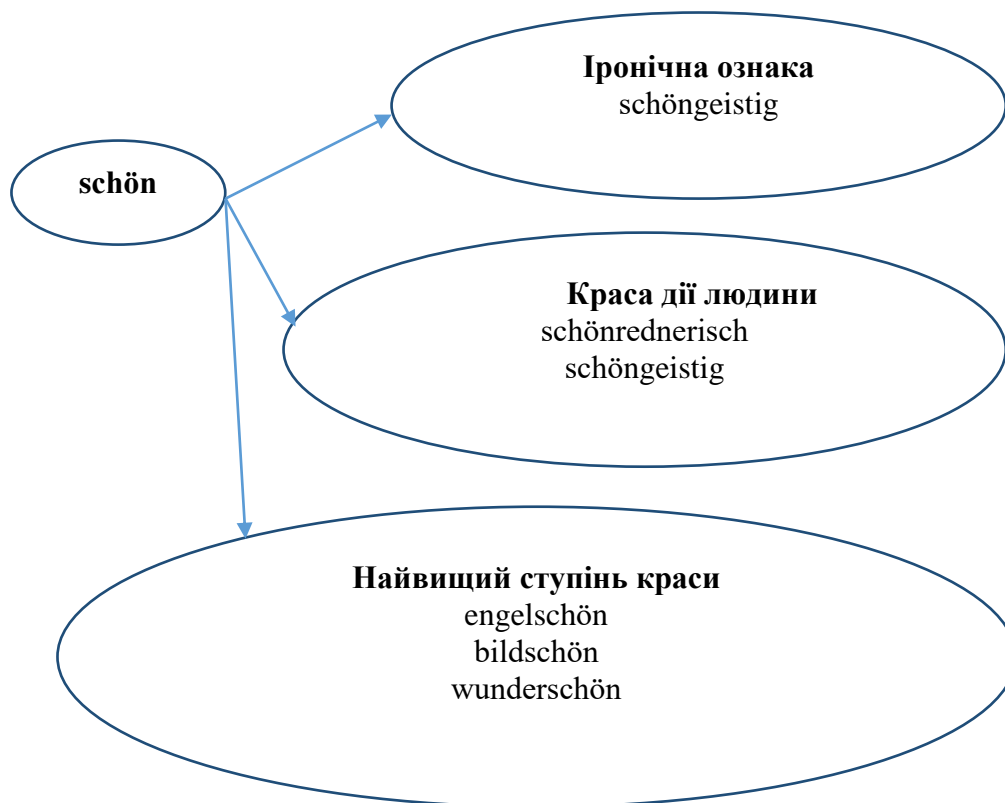 Іронічна ознака
schöngeistig
schön
Краса дії людини
schönrednerisch
schöngeistig
Найвищий ступінь краси
engelschön
bildschön
wunderschön